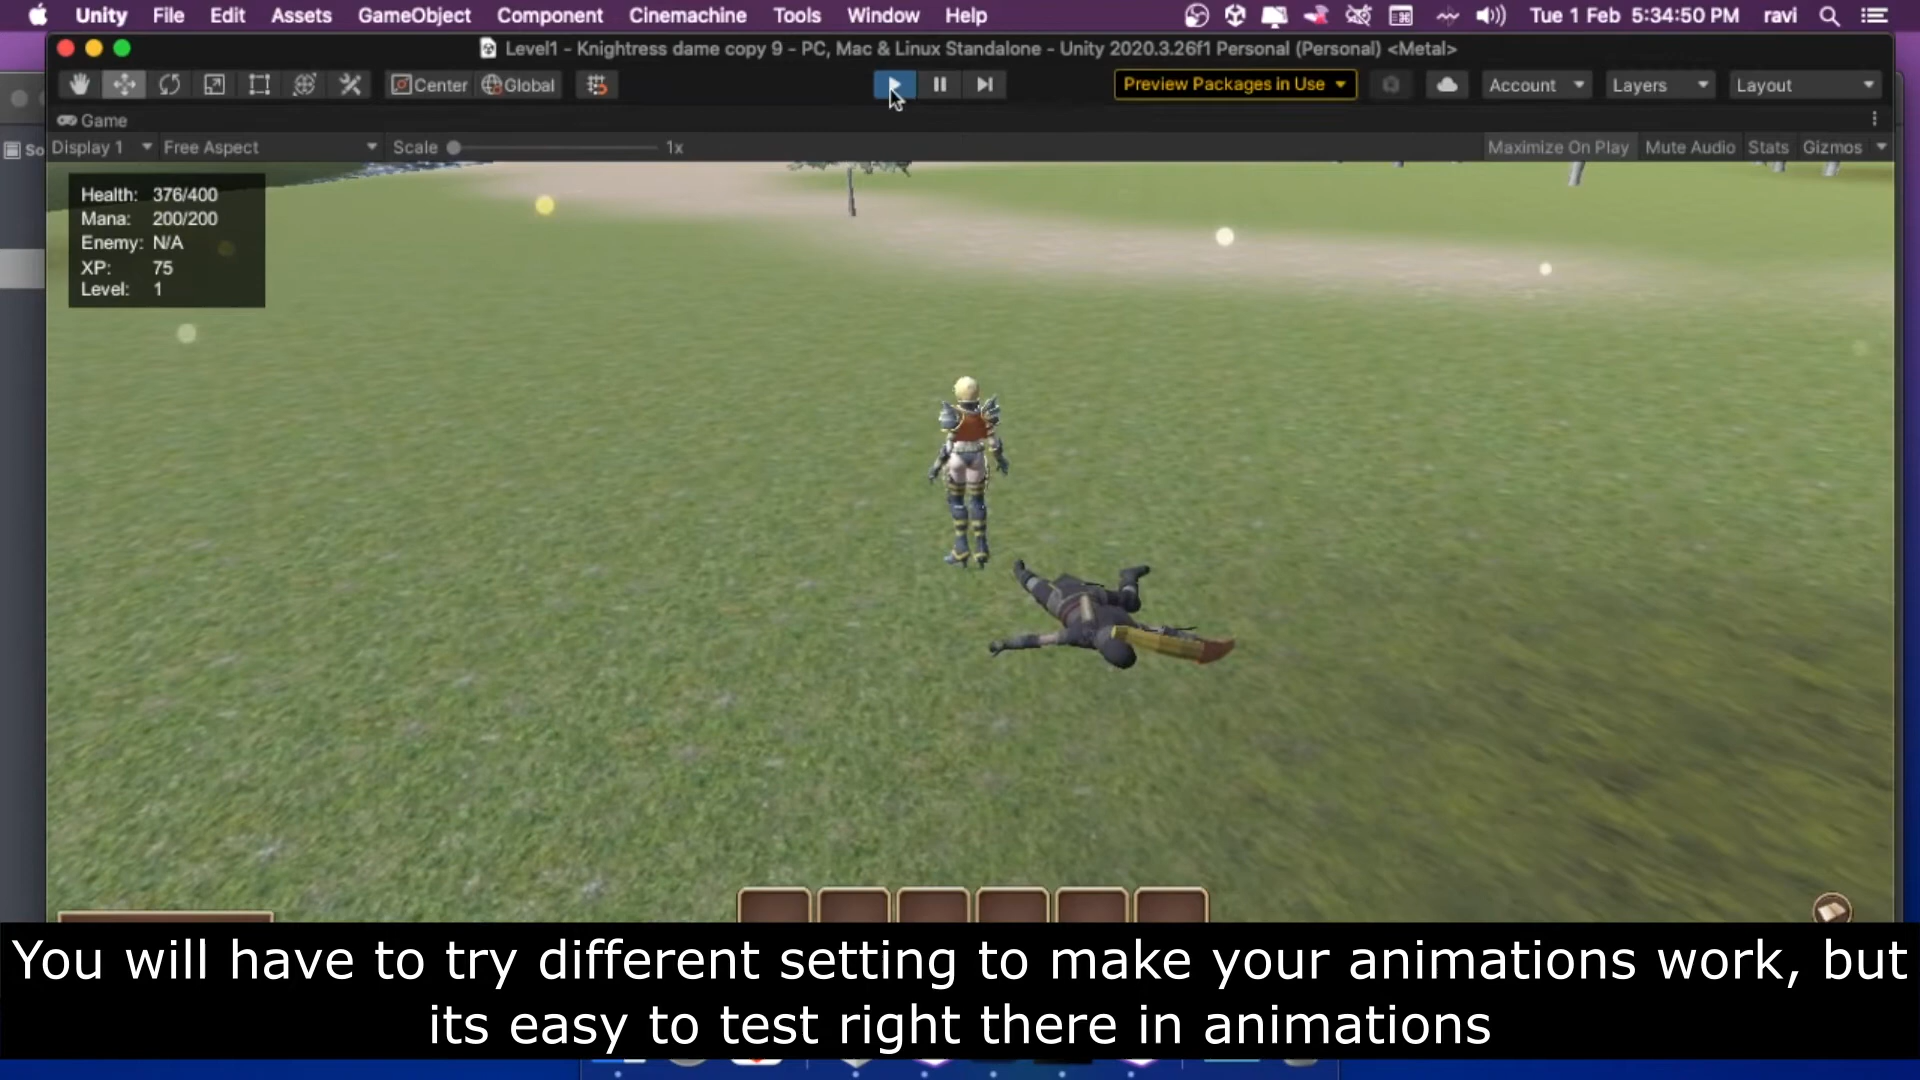 Unity File Edit Assets GameObject Component Cinemachine Tools Window Help Tue 1 Feb 5:34:50 PM ravi
Level1 - Knightress dame copy 9 - PC, Mac & Linux Standalone - Unity 2020.3.26f1 Personal (Personal) <Metal>
Center Global Preview Packages in Use Account Layers Layout
Game
So Display 1 Free Aspect Scale 1x Maximize On Play Mute Audio Stats Gizmos
Health: 376/400
Mana: 200/200
Enemy: N/A
XP: 75
Level: 1
You will have to try different setting to make your animations work, but
its easy to test right there in animations